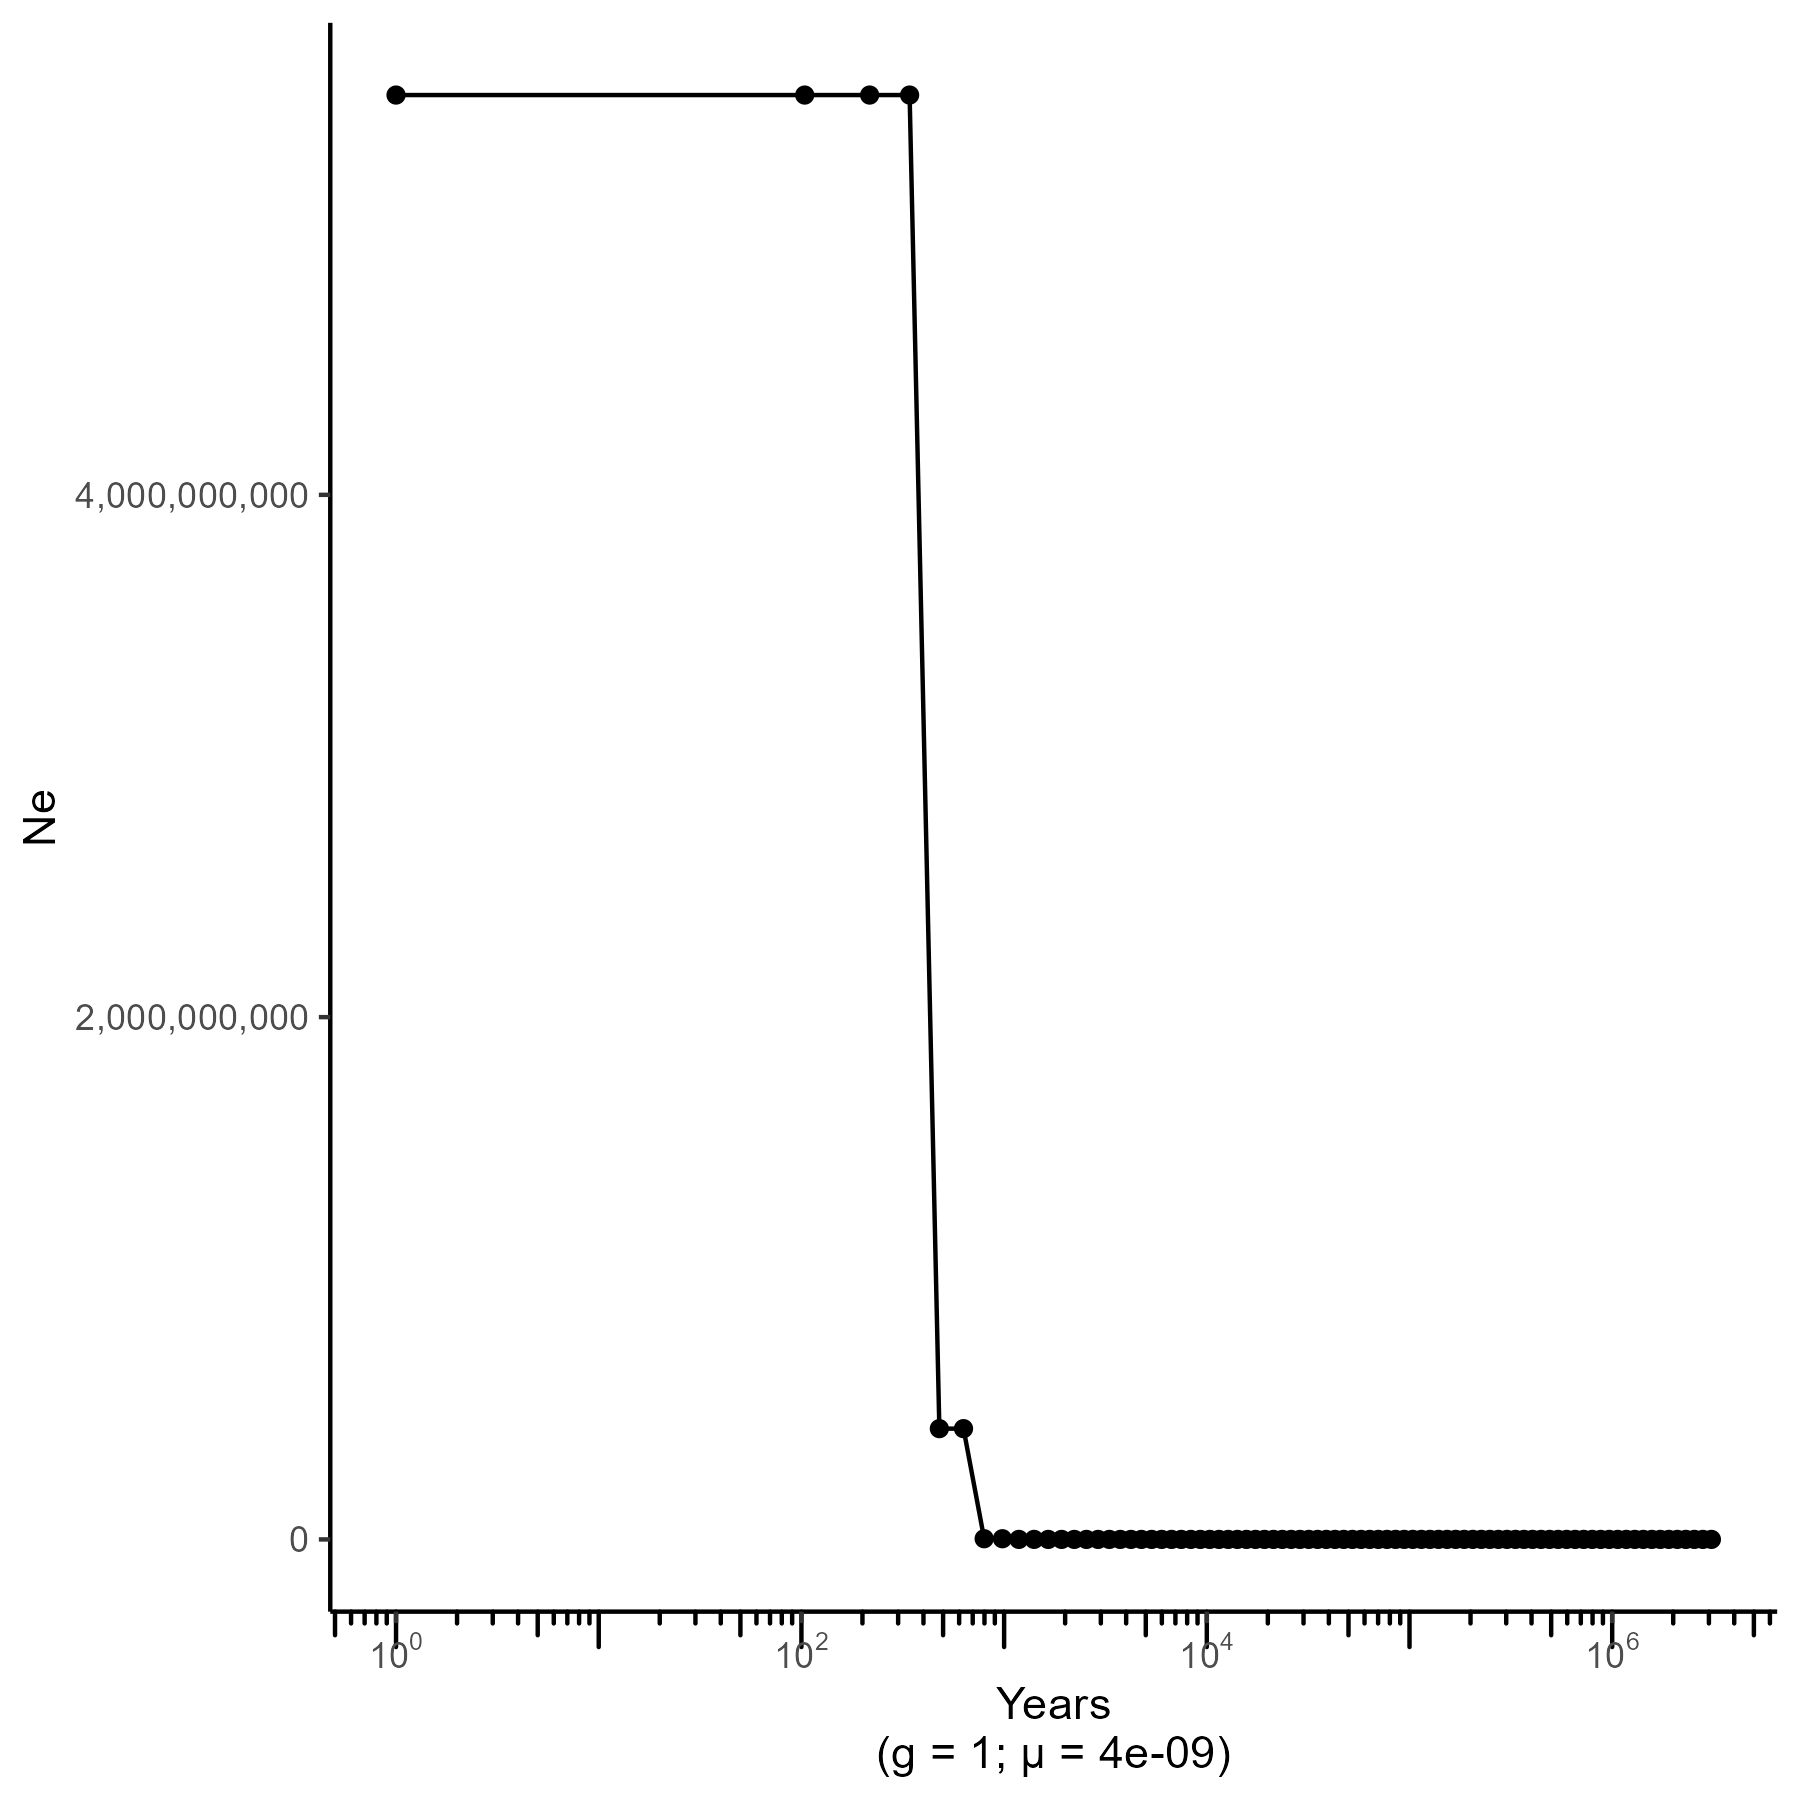 4,000,000,000
2,000,000,000
0
Ne
10⁰ 10² 10⁴ 10⁶
Years
(g = 1; μ = 4e-09)